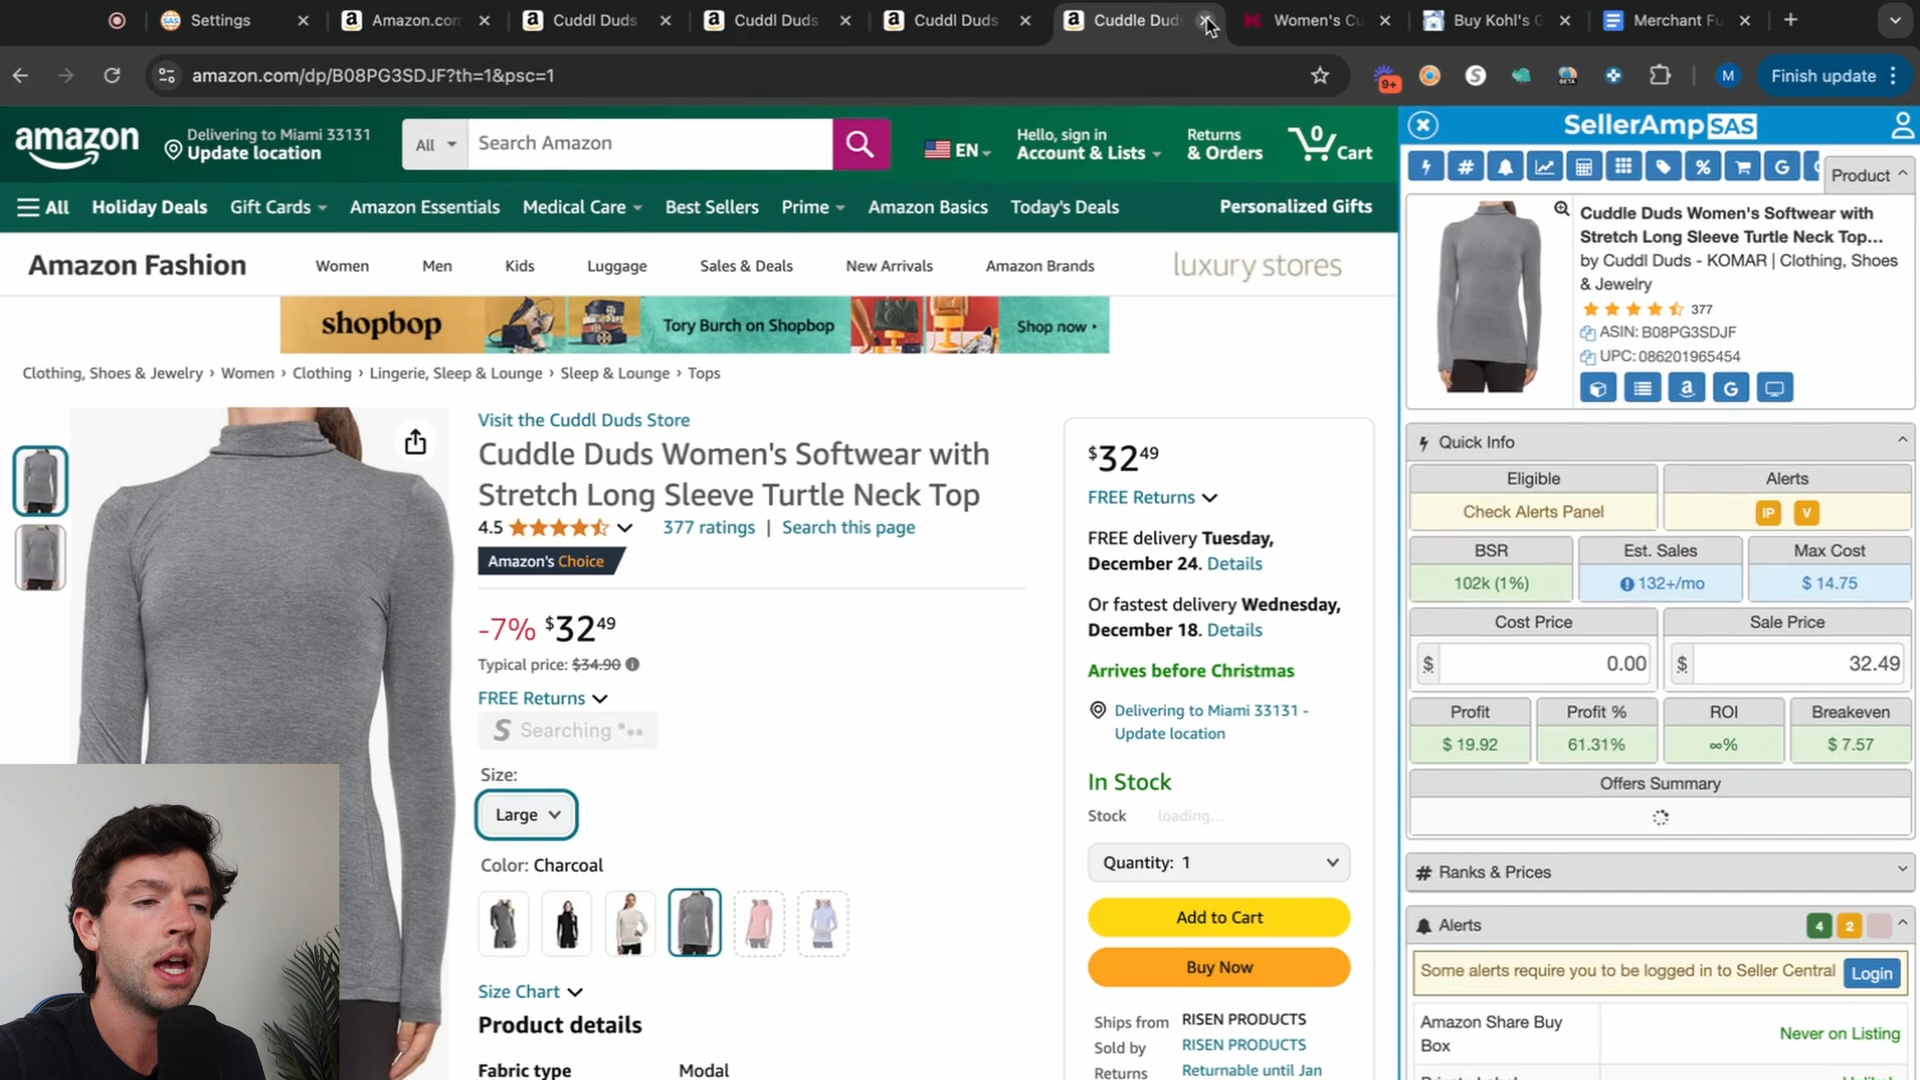 Settings
Amazon.com
Cuddl Duds
Cuddl Duds
Cuddl Duds
Cuddle Duds
Women's Cu
Buy Kohl's G
Merchant Fu
amazon.com/dp/B08PG3SDJF?th=1&psc=1
9+
S
BETA
M
Finish update
amazon
Delivering to Miami 33131
Update location
All
Search Amazon
EN
Hello, sign in
Account & Lists
Returns
& Orders
0
Cart
All
Holiday Deals
Gift Cards
Amazon Essentials
Medical Care
Best Sellers
Prime
Amazon Basics
Today's Deals
Personalized Gifts
Amazon Fashion
Women
Men
Kids
Luggage
Sales & Deals
New Arrivals
Amazon Brands
luxury stores
shopbop
Tory Burch on Shopbop
Shop now
Clothing, Shoes & Jewelry › Women › Clothing › Lingerie, Sleep & Lounge › Sleep & Lounge › Tops
Visit the Cuddl Duds Store
Cuddle Duds Women's Softwear with
Stretch Long Sleeve Turtle Neck Top
4.5
377 ratings | Search this page
Amazon's Choice
-7% $32 49
Typical price: $34.90
FREE Returns
S Searching
Size:
Large
Color: Charcoal
Size Chart
Product details
Fabric type
Modal
$32 49
FREE Returns
FREE delivery Tuesday,
December 24. Details
Or fastest delivery Wednesday,
December 18. Details
Arrives before Christmas
Delivering to Miami 33131 -
Update location
In Stock
Stock
loading...
Quantity: 1
Add to Cart
Buy Now
Ships from
RISEN PRODUCTS
Sold by
RISEN PRODUCTS
Returns
Returnable until Jan
SellerAmp SAS
Product
Cuddle Duds Women's Softwear with
Stretch Long Sleeve Turtle Neck Top...
by Cuddl Duds - KOMAR | Clothing, Shoes
& Jewelry
377
ASIN: B08PG3SDJF
UPC: 086201965454
Quick Info
Eligible
Alerts
Check Alerts Panel
IP
V
BSR
Est. Sales
Max Cost
102k (1%)
132+/mo
$ 14.75
Cost Price
Sale Price
$
0.00
$
32.49
Profit
Profit %
ROI
Breakeven
$ 19.92
61.31%
∞%
$ 7.57
Offers Summary
# Ranks & Prices
Alerts
4
2
Some alerts require you to be logged in to Seller Central
Login
Amazon Share Buy
Box
Never on Listing